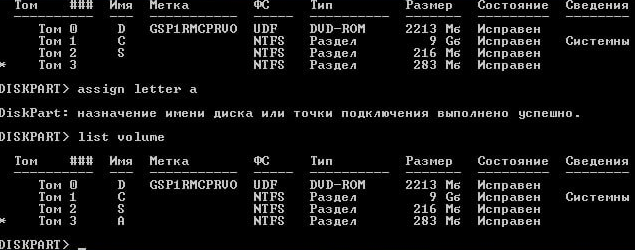 Том ### Имя Метка ФС Тип Размер Состояние Сведения
Том 0 D GSP1RMCPRVO UDF DVD-ROM 2213 Мб Исправен
Том 1 C NTFS Раздел 9 Gб Исправен Системны
Том 2 S NTFS Раздел 216 Мб Исправен
* Том 3 NTFS Раздел 283 Мб Исправен
DISKPART> assign letter a
DiskPart: назначение имени диска или точки подключения выполнено успешно.
DISKPART> list volume
Том ### Имя Метка ФС Тип Размер Состояние Сведения
Том 0 D GSP1RMCPRVO UDF DVD-ROM 2213 Мб Исправен
Том 1 C NTFS Раздел 9 Gб Исправен Системны
Том 2 S NTFS Раздел 216 Мб Исправен
* Том 3 A NTFS Раздел 283 Мб Исправен
DISKPART> _